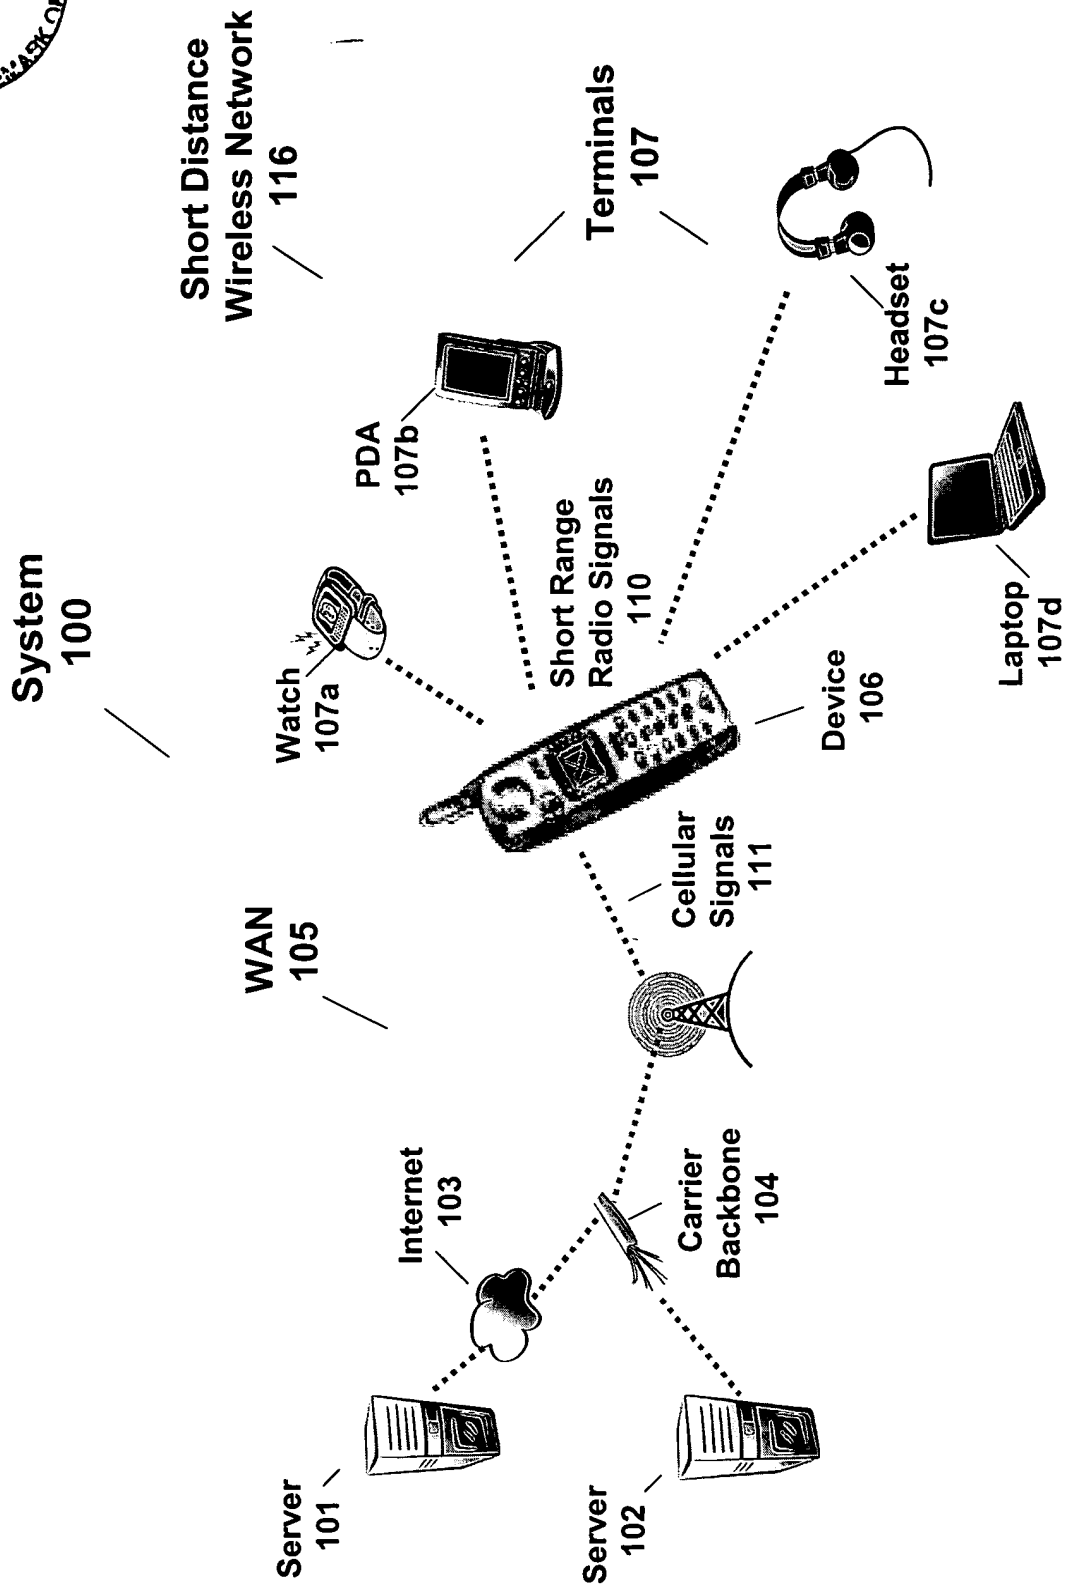 System
100
WAN
105
Short Distance
Wireless Network
116
Server
101
Internet
103
Watch
107a
PDA
107b
Terminals
107
Short Range
Radio Signals
110
Server
102
Carrier
Backbone
104
Cellular
Signals
111
Device
106
Headset
107c
Laptop
107d